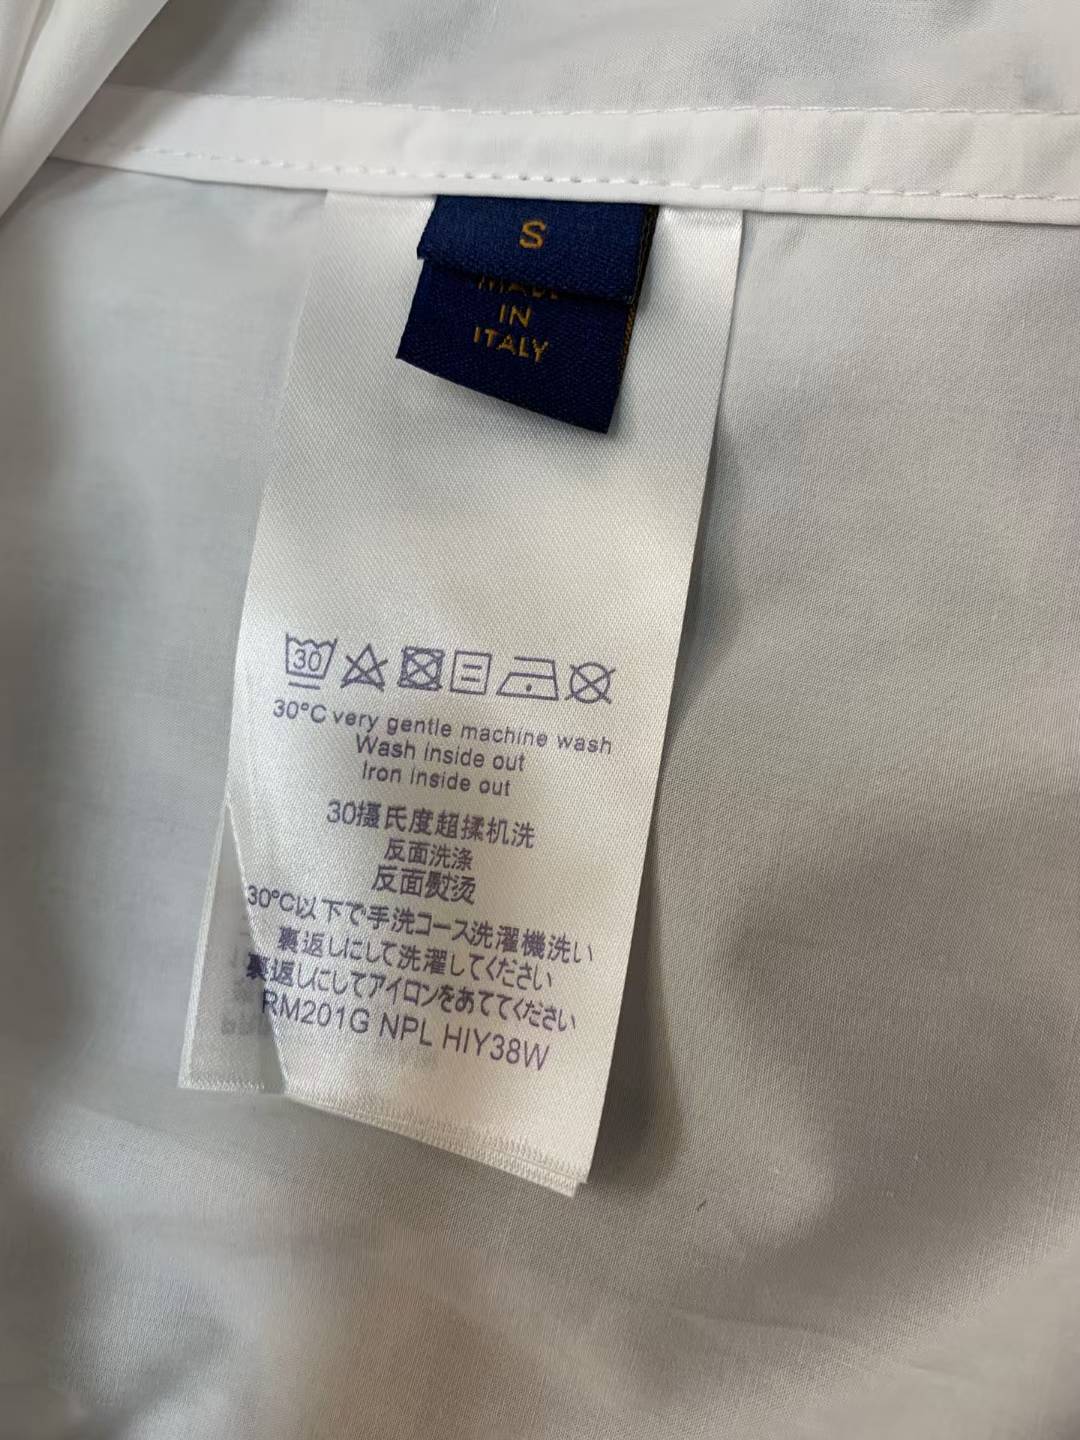 S
MADE
IN
ITALY
30
30°C very gentle machine wash
Wash inside out
Iron inside out
30摄氏度超揉机洗
反面洗涤
反面熨烫
30°C以下で手洗コース洗濯機洗い
裏返しにして洗濯してください
裏返しにしてアイロンをあててください
RM201G NPL HIY38W